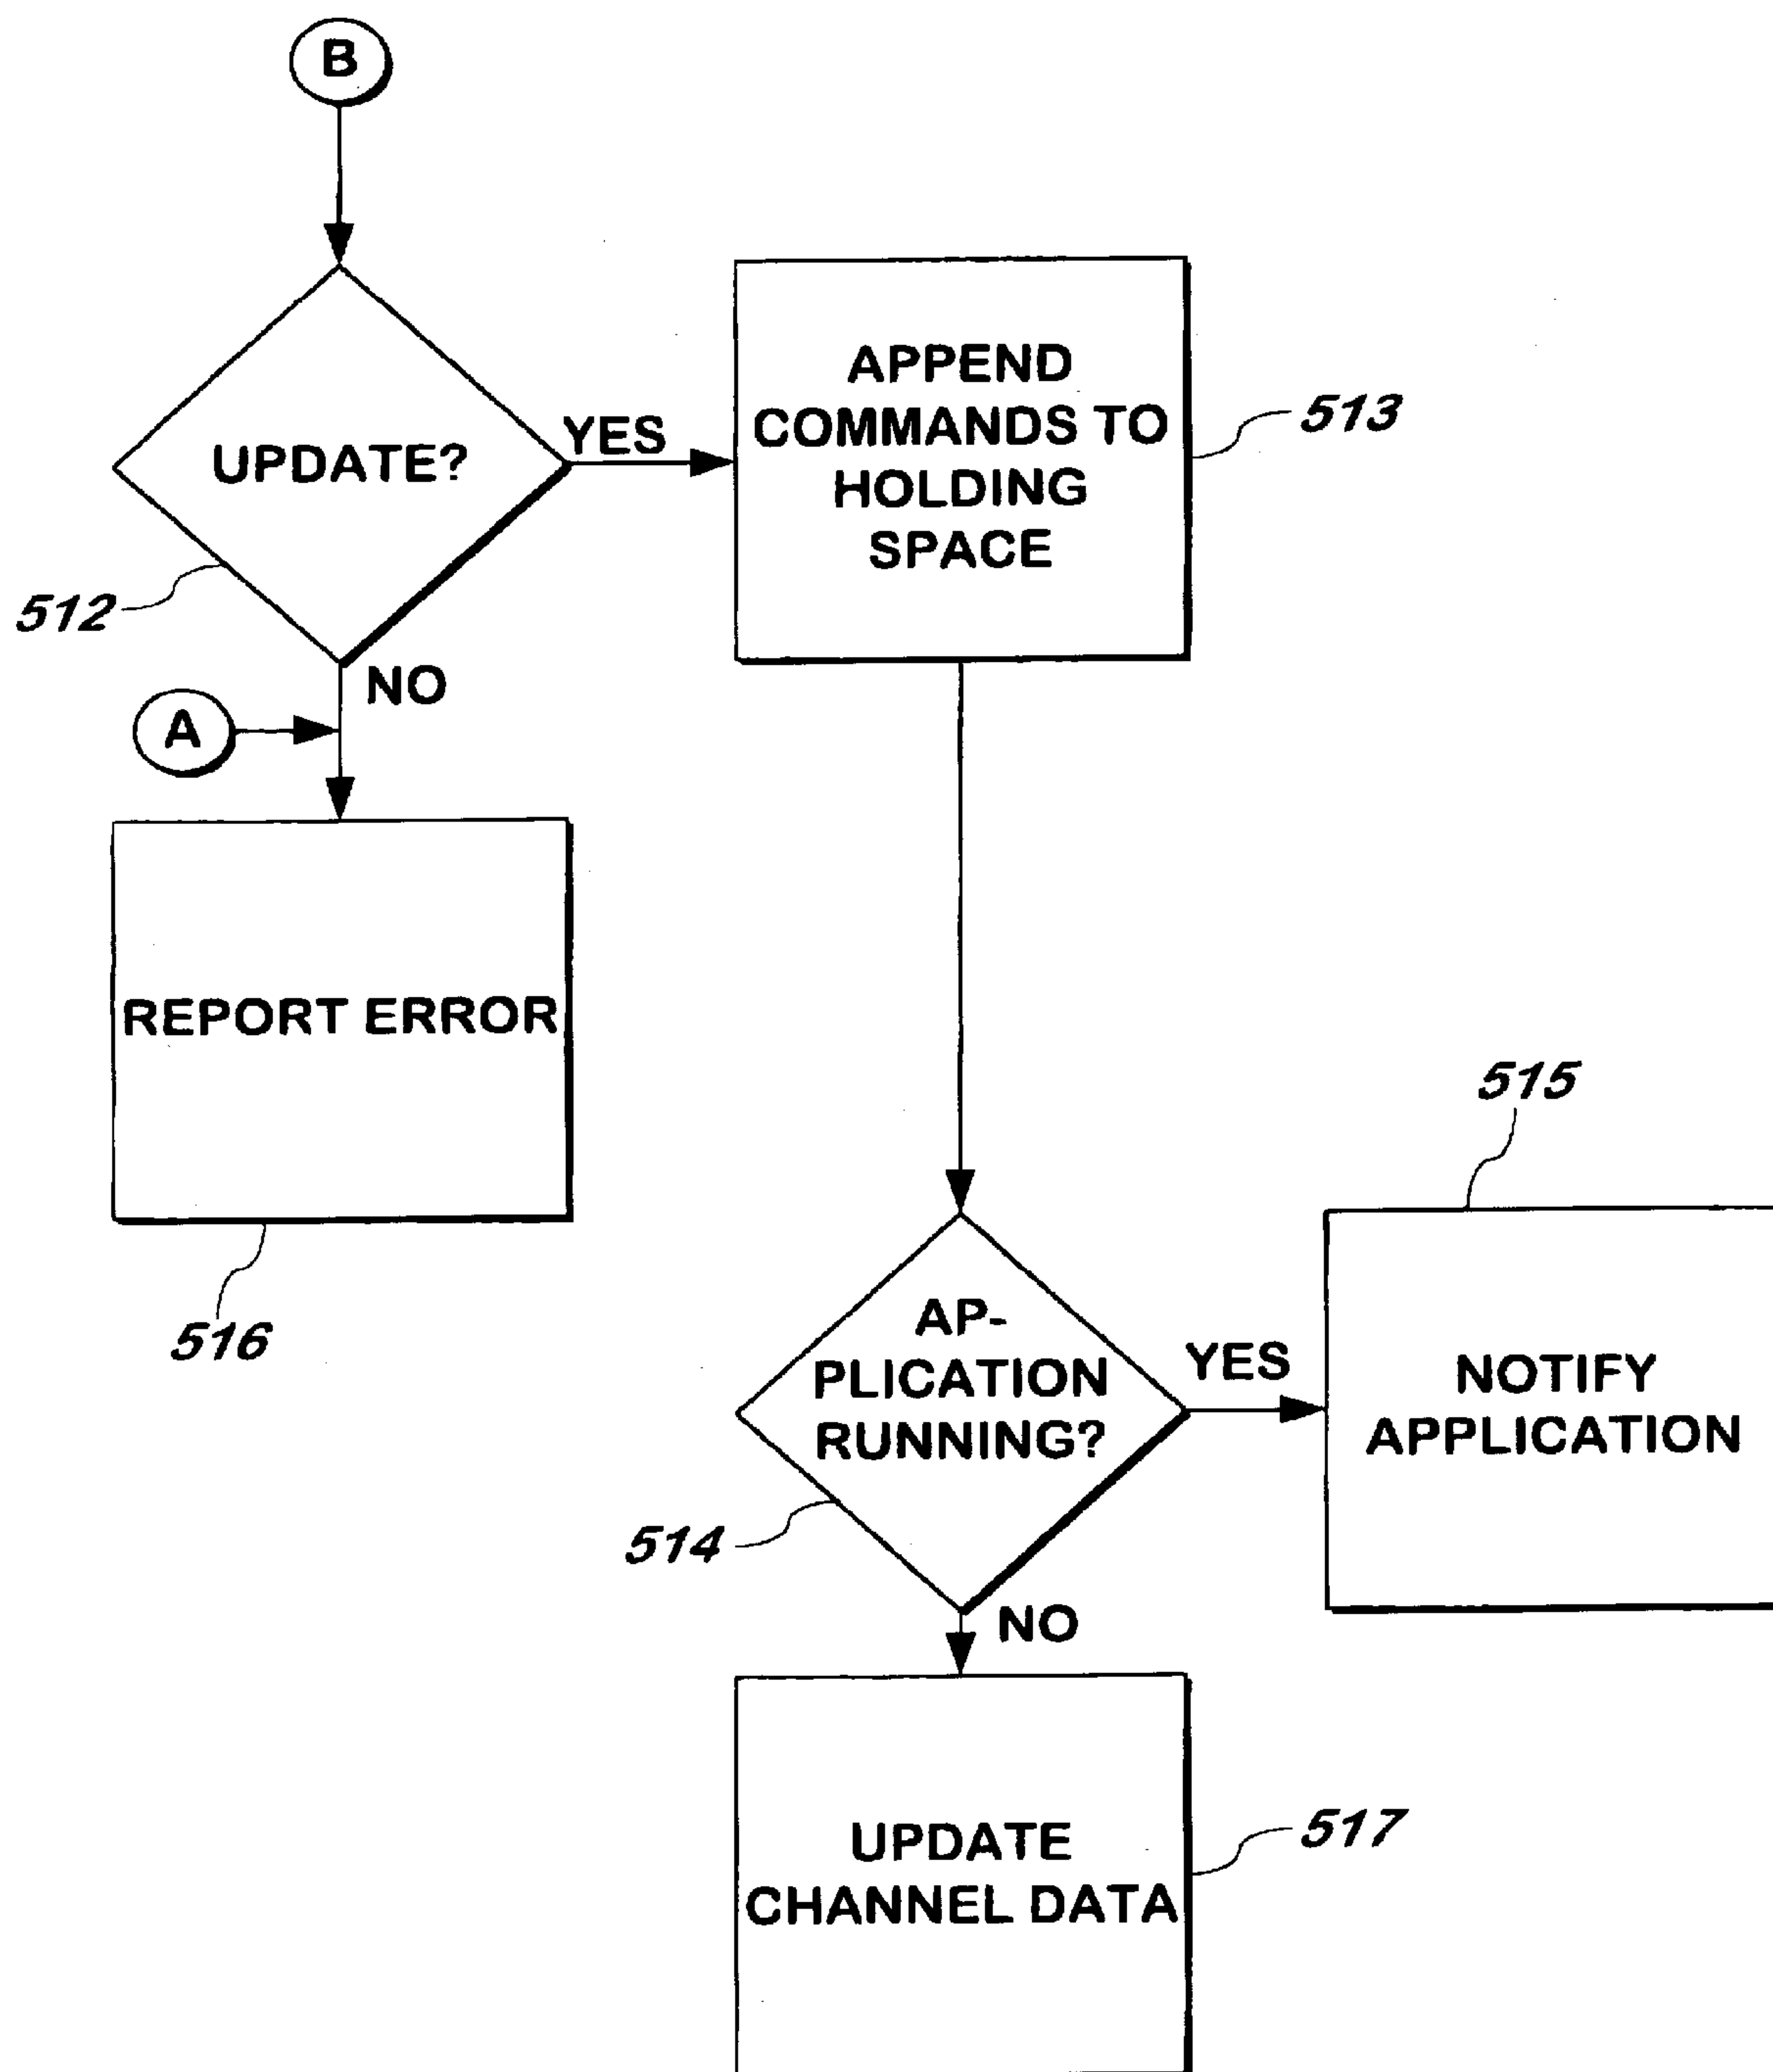 B
UPDATE?
YES
512
NO
A
APPEND
COMMANDS TO
HOLDING
SPACE
513
REPORT ERROR
516
AP-
PLICATION
RUNNING?
YES
514
NO
515
NOTIFY
APPLICATION
UPDATE
CHANNEL DATA
517